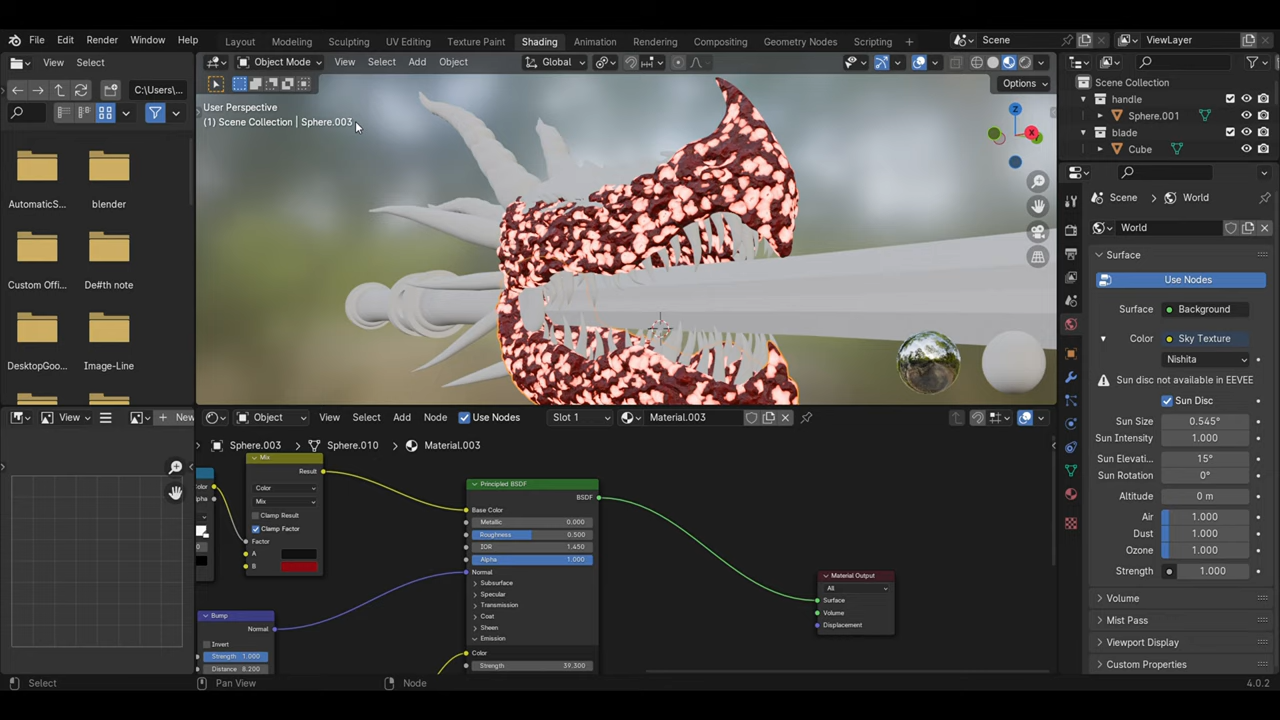 File Edit Render Window Help Layout Modeling Sculpting UV Editing Texture Paint Shading Animation Rendering Compositing Geometry Nodes Scripting + Scene ViewLayer
View Select Object Mode View Select Add Object Global
C:\Users\... Options
Scene Collection
User Perspective
(1) Scene Collection | Sphere.003
handle
Sphere.001
blade
Cube
AutomaticS... blender
Custom Offi... De#th note
DesktopGoo... Image-Line
Scene World
World
Surface
Use Nodes
Surface Background
Color Sky Texture
Nishita
Sun disc not available in EEVEE
Sun Disc
Sun Size 0.545°
Sun Intensity 1.000
Sun Elevati... 15°
Sun Rotation 0°
Altitude 0 m
Air 1.000
Dust 1.000
Ozone 1.000
Strength 1.000
Volume
Mist Pass
Viewport Display
Custom Properties
View New
Object View Select Add Node Use Nodes Slot 1 Material.003
Sphere.003 Sphere.010 Material.003
Mix
Result
Color
Mix
Clamp Result
Clamp Factor
Factor
A
B
Bump
Normal
Invert
Strength 1.000
Distance 8.200
Principled BSDF
BSDF
Base Color
Metallic 0.000
Roughness 0.500
IOR 1.450
Alpha 1.000
Normal
Subsurface
Specular
Transmission
Coat
Sheen
Emission
Color
Strength 39.300
Material Output
All
Surface
Volume
Displacement
Select Pan View Node 4.0.2